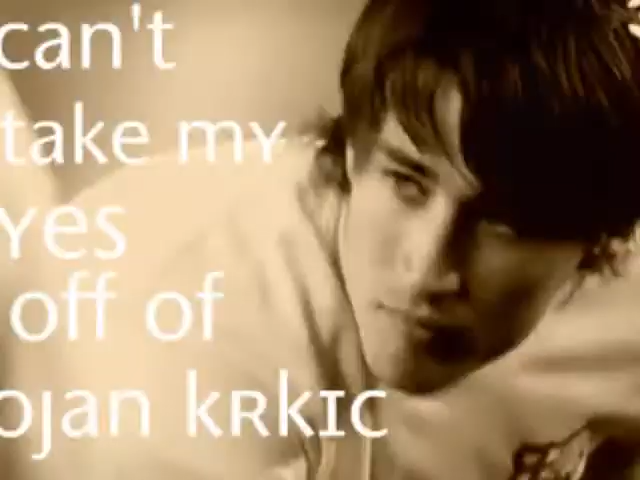 can't
take my
yes
off of
ojan krkic